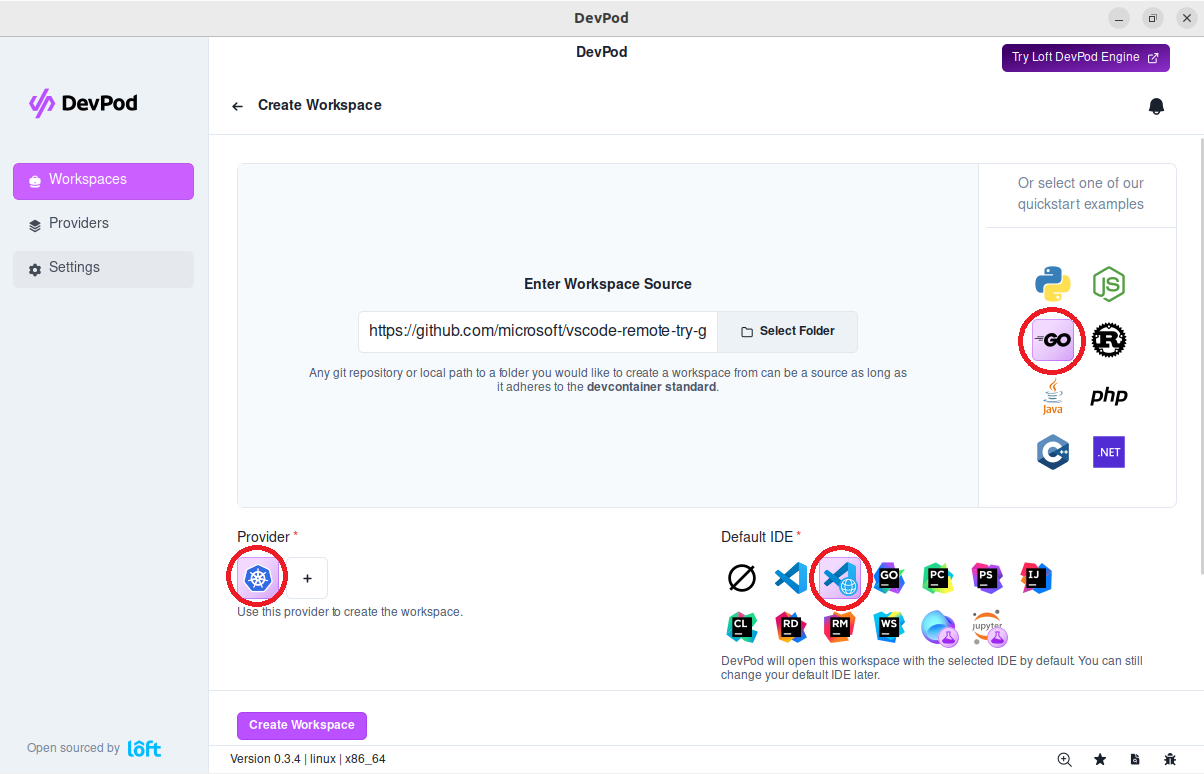 DevPod
DevPod
Try Loft DevPod Engine
DevPod
Create Workspace
Workspaces
Providers
Settings
Or select one of our
quickstart examples
Enter Workspace Source
https://github.com/microsoft/vscode-remote-try-g
Select Folder
Any git repository or local path to a folder you would like to create a workspace from can be a source as long as
it adheres to the devcontainer standard.
JS
GO
R
Java
php
C++
.NET
Provider *
+
Use this provider to create the workspace.
Default IDE *
GO
PC
PS
IJ
CL
RD
RM
WS
jupyter
DevPod will open this workspace with the selected IDE by default. You can still
change your default IDE later.
Create Workspace
Open sourced by loft
Version 0.3.4 | linux | x86_64